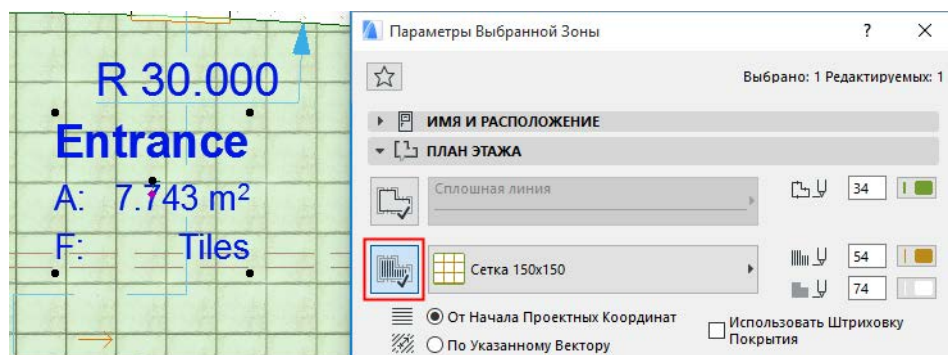 R 30.000
Entrance
A: 7.743 m²
F: Tiles
Параметры Выбранной Зоны
? X
Выбрано: 1 Редактируемых: 1
ИМЯ И РАСПОЛОЖЕНИЕ
ПЛАН ЭТАЖА
Сплошная линия
34
Сетка 150x150
54
74
От Начала Проектных Координат
По Указанному Вектору
Использовать Штриховку
Покрытия